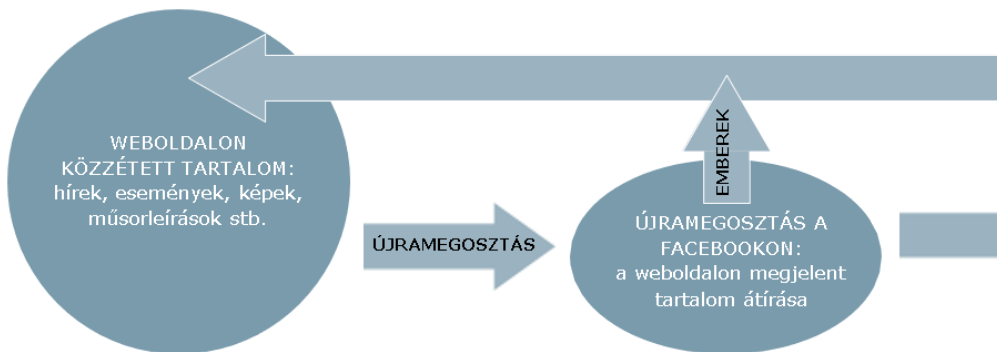 WEBOLDALON
KÖZZÉTETT TARTALOM:
hírek, események, képek,
műsorleírások stb.
ÚJRAMEGOSZTÁS
EMBEREK
ÚJRAMEGOSZTÁS A
FACEBOOKON:
a weboldalon megjelent
tartalom átírása